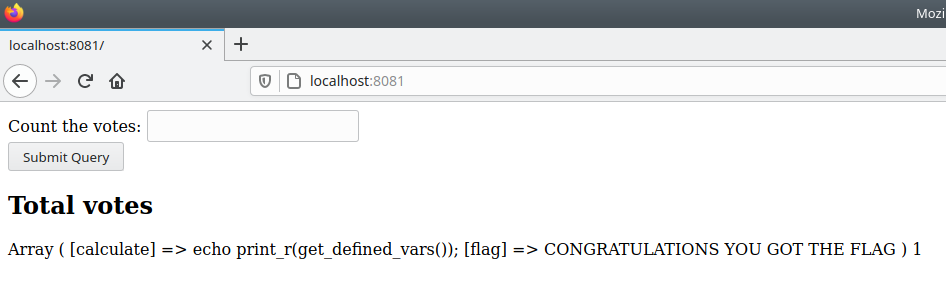 Mozi
localhost:8081/
localhost:8081
Count the votes:
Submit Query
Total votes
Array ( [calculate] => echo print_r(get_defined_vars()); [flag] => CONGRATULATIONS YOU GOT THE FLAG ) 1